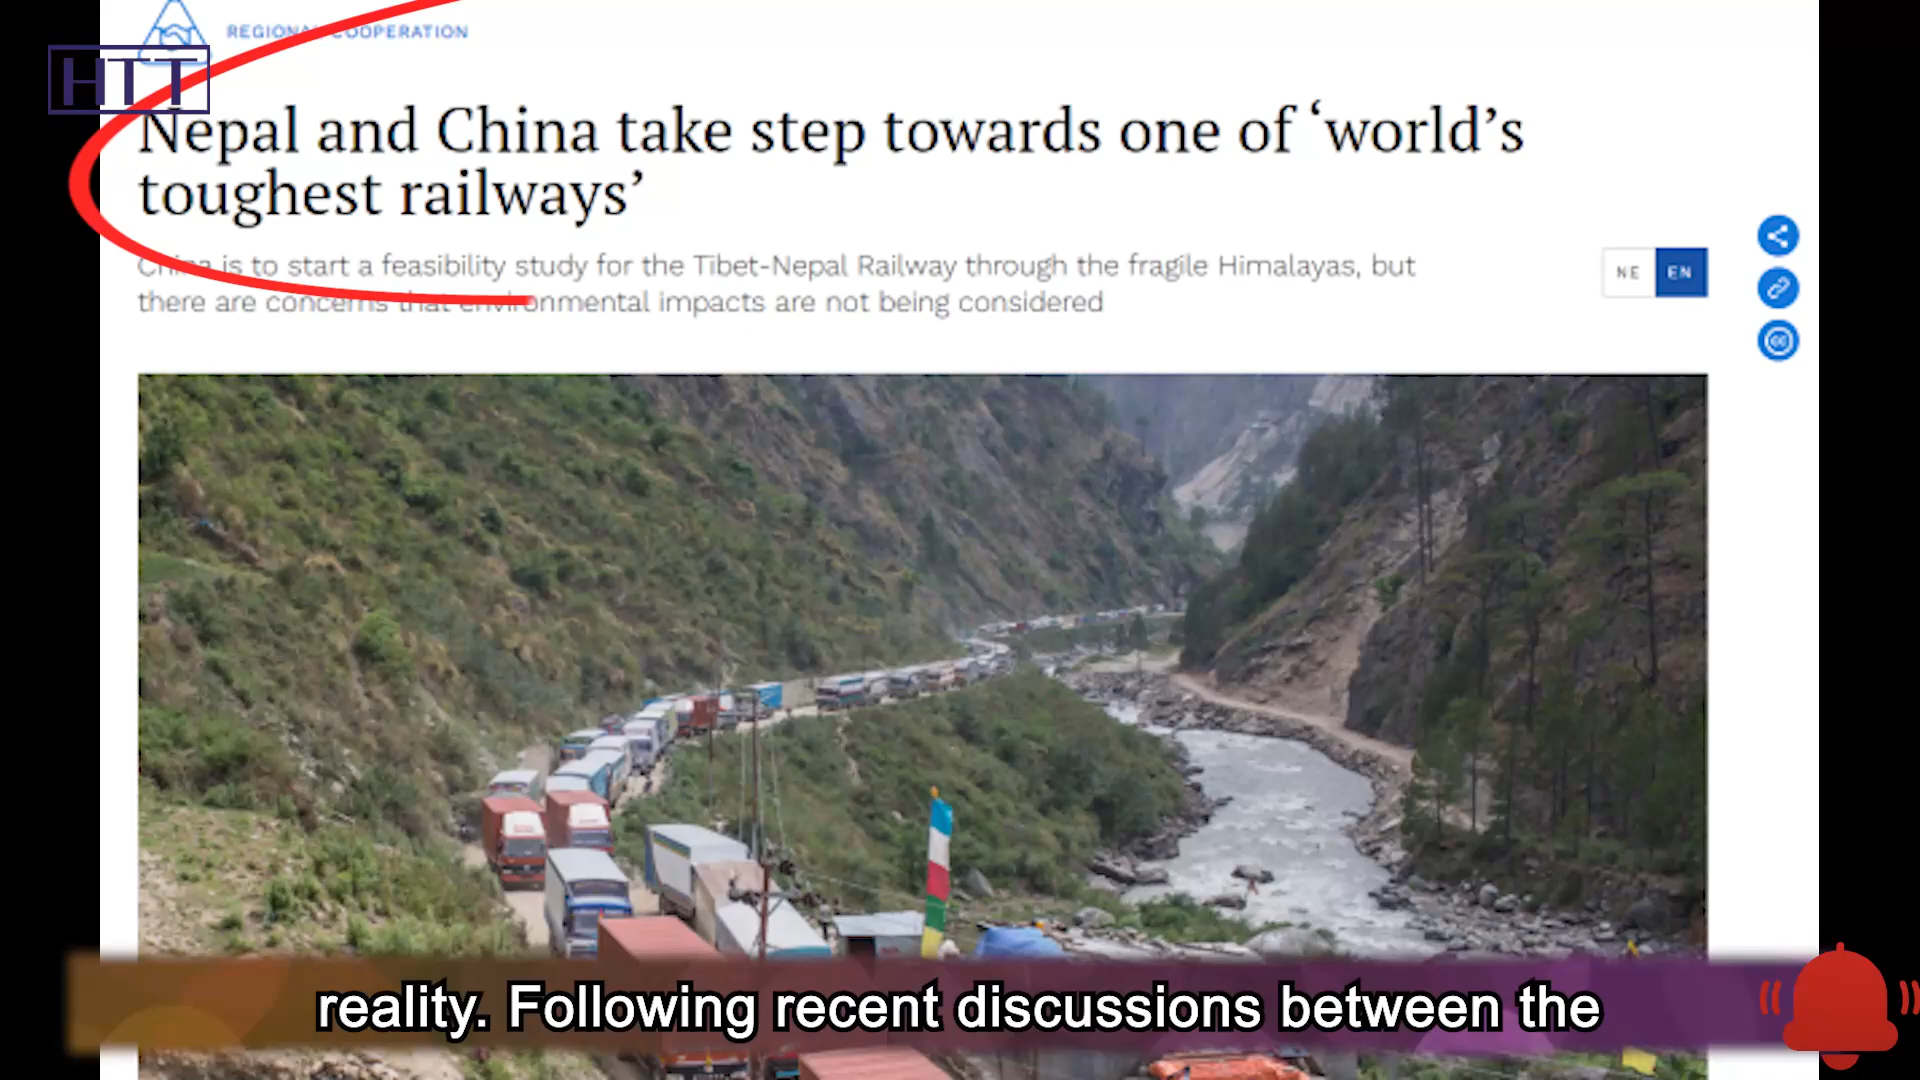 REGIONAL COOPERATION
HTT
Nepal and China take step towards one of ‘world’s
toughest railways’
China is to start a feasibility study for the Tibet-Nepal Railway through the fragile Himalayas, but
there are concerns that environmental impacts are not being considered
NE EN
reality. Following recent discussions between the